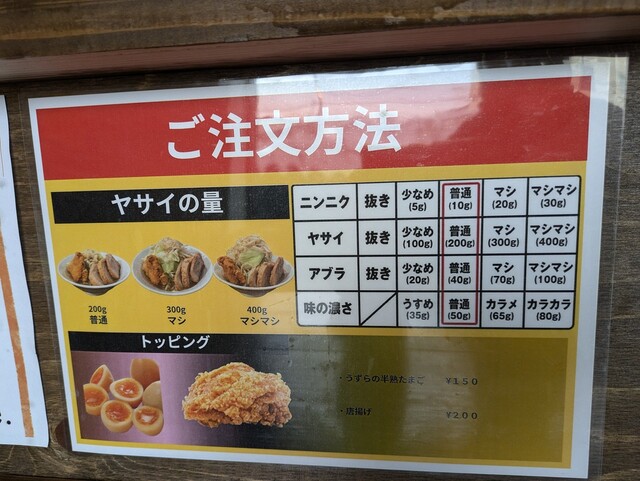 ご注文方法
ヤサイの量
200g
普通
300g
マシ
400g
マシマシ
ニンニク 抜き 少なめ(5g) 普通(10g) マシ(20g) マシマシ(30g)
ヤサイ 抜き 少なめ(100g) 普通(200g) マシ(300g) マシマシ(400g)
アブラ 抜き 少なめ(20g) 普通(40g) マシ(70g) マシマシ(100g)
味の濃さ うすめ(35g) 普通(50g) カラメ(65g) カラカラ(80g)
トッピング
・うずらの半熟たまご ¥150
・唐揚げ ¥200
e.